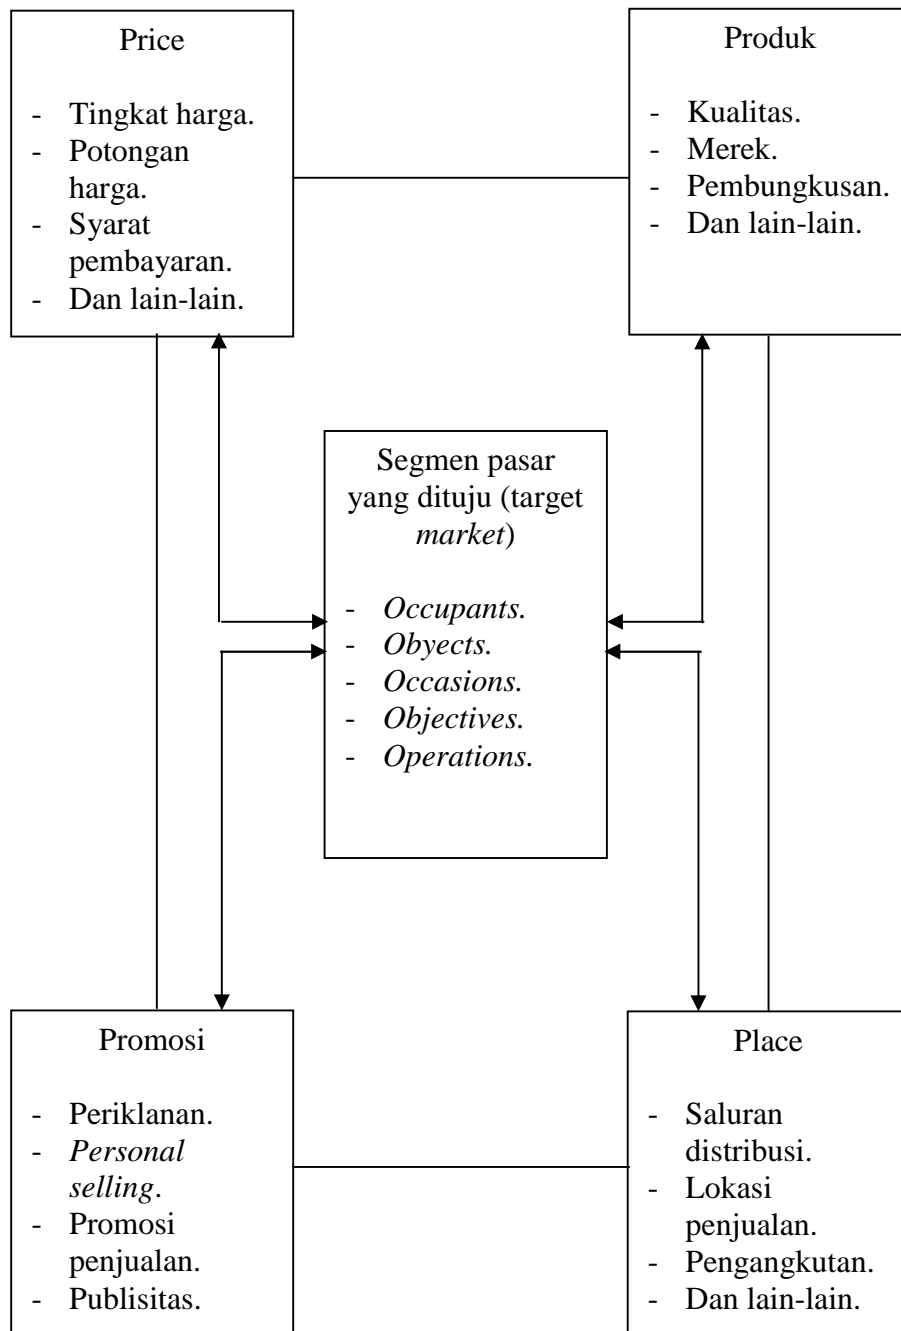 Price
- Tingkat harga.
- Potongan
harga.
- Syarat
pembayaran.
- Dan lain-lain.
Produk
- Kualitas.
- Merek.
- Pembungkusan.
- Dan lain-lain.
Segmen pasar
yang dituju (target
market)
- Occupants.
- Obyects.
- Occasions.
- Objectives.
- Operations.
Promosi
- Periklanan.
- Personal
selling.
- Promosi
penjualan.
- Publisitas.
Place
- Saluran
distribusi.
- Lokasi
penjualan.
- Pengangkutan.
- Dan lain-lain.